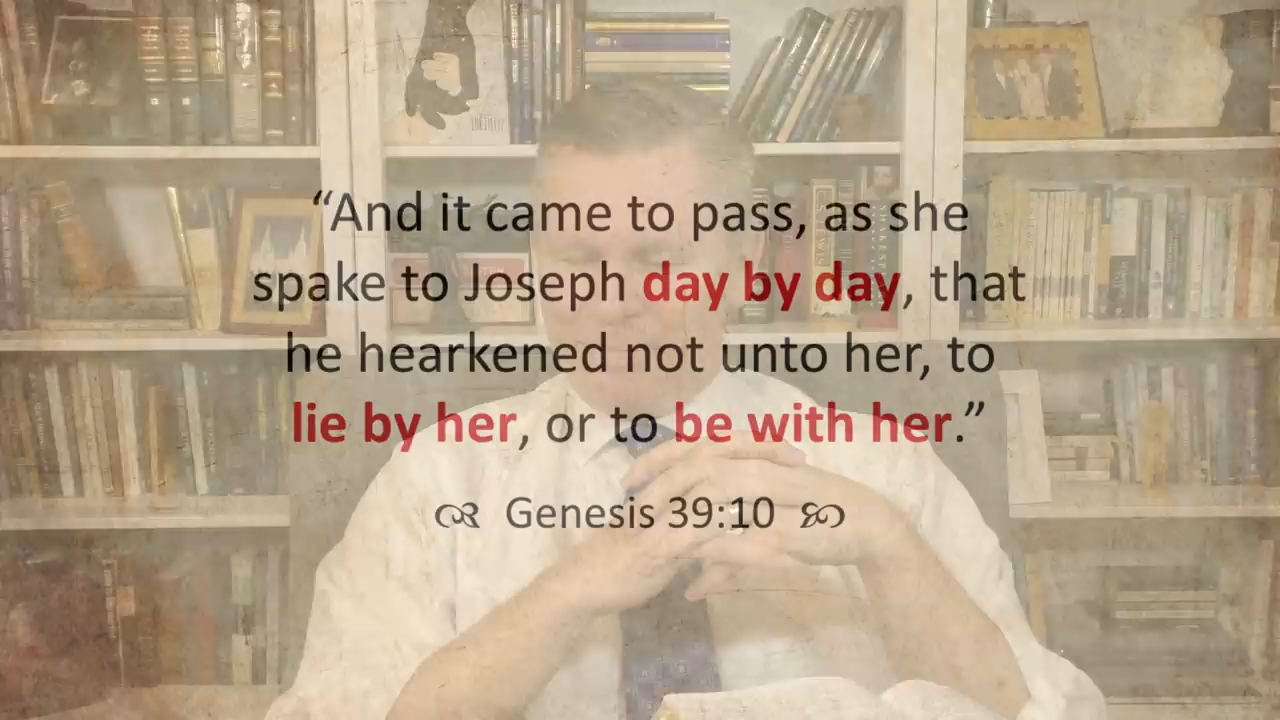 “And it came to pass, as she
spake to Joseph day by day, that
he hearkened not unto her, to
lie by her, or to be with her.”
Genesis 39:10